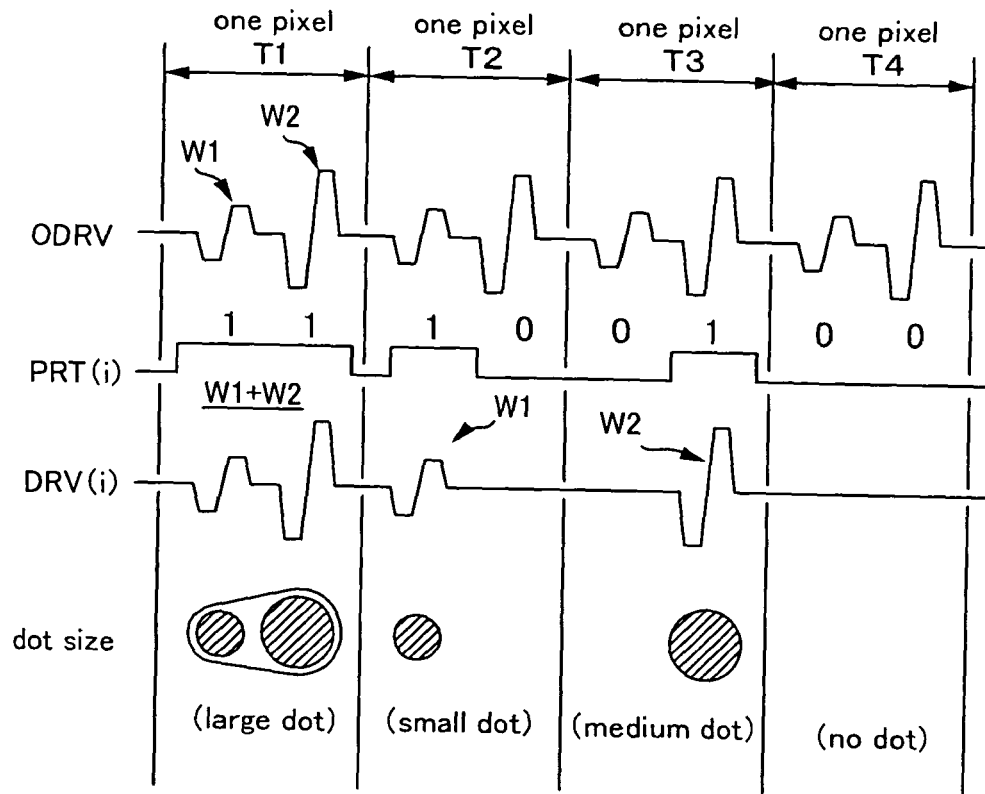 one pixel one pixel one pixel one pixel
T1 T2 T3 T4
W1 W2
ODRV
1 1 1 0 0 1 0 0
PRT(i)
W1+W2 W1 W2
DRV(i)
dot size
(large dot) (small dot) (medium dot) (no dot)